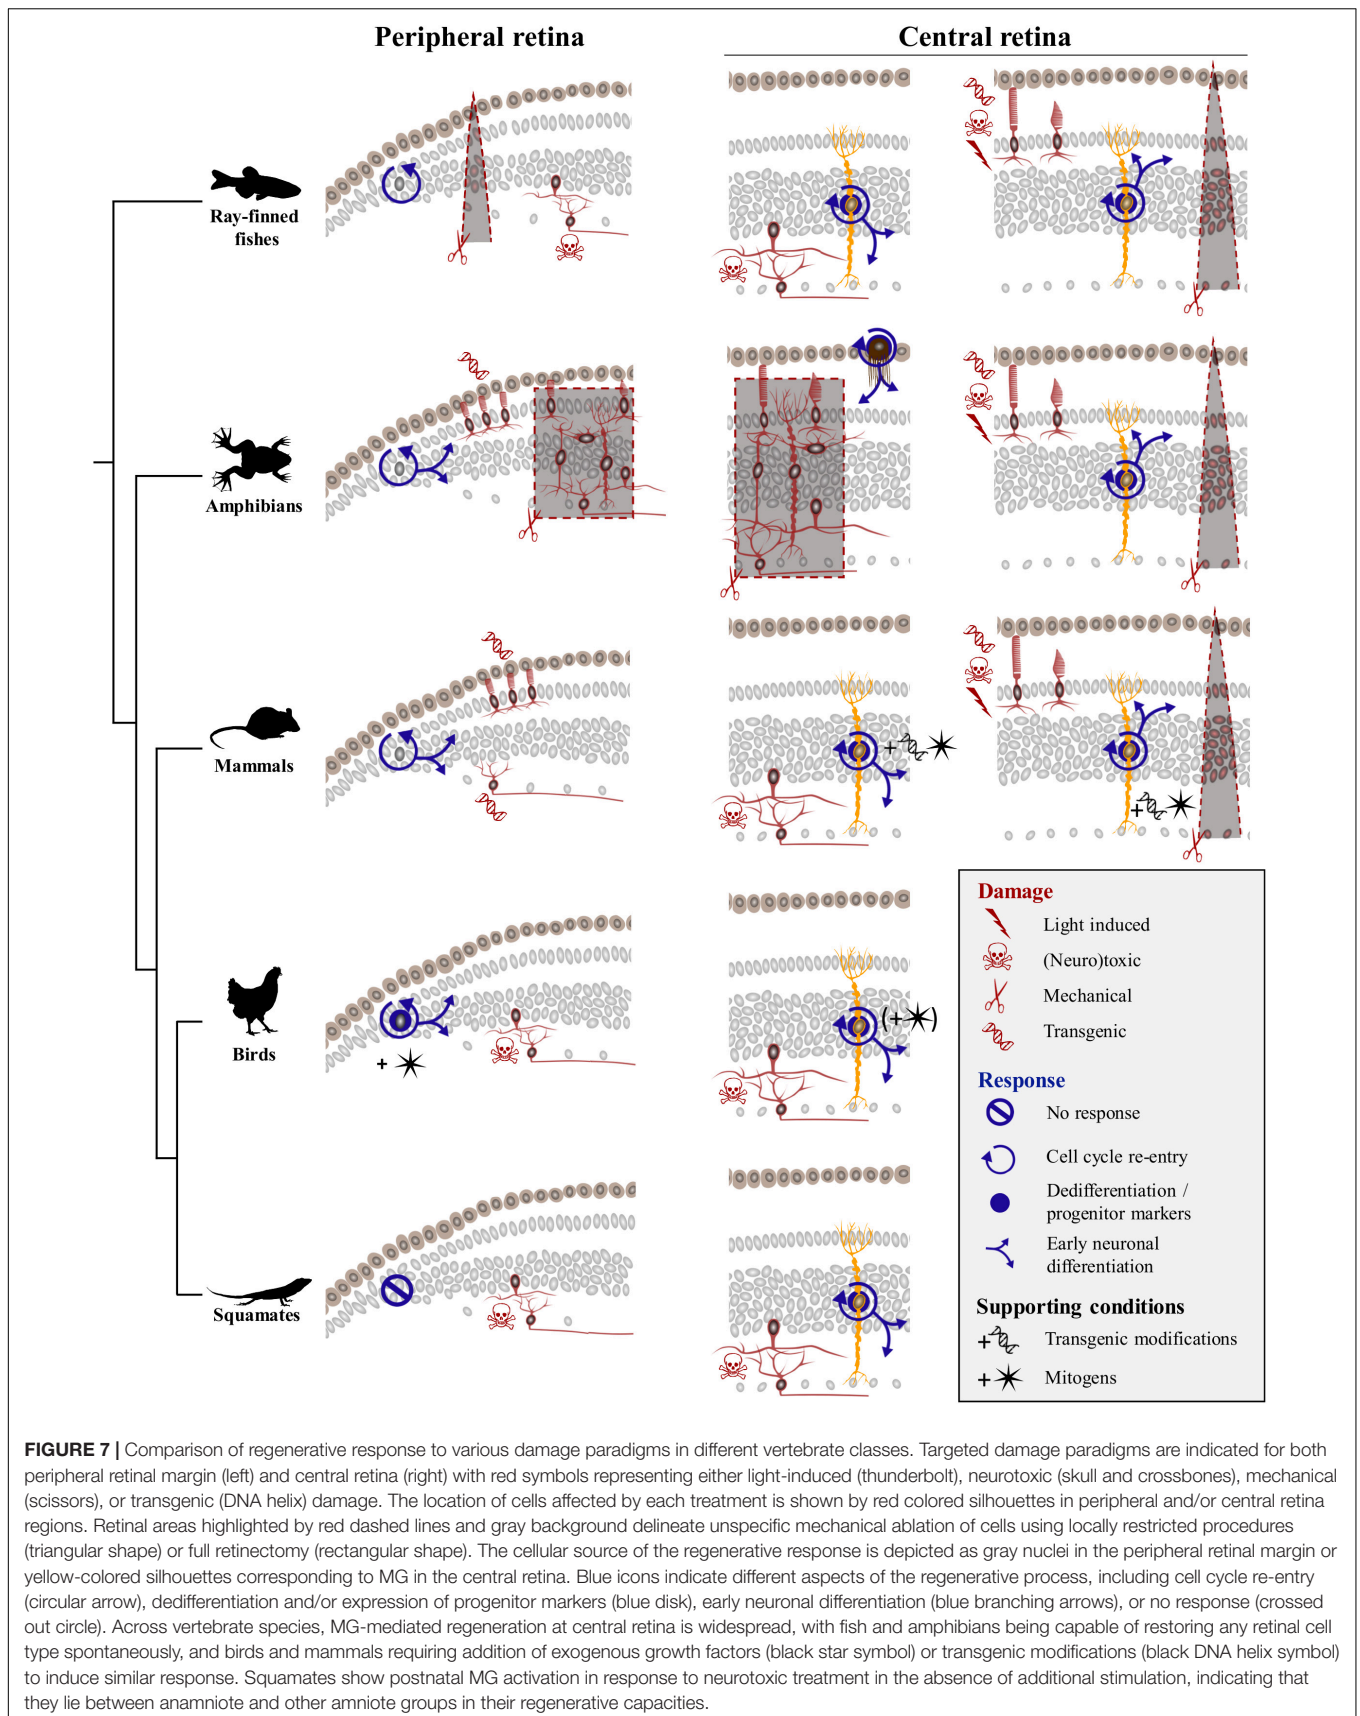 Peripheral retina
Central retina
Ray-finned
fishes
Amphibians
Mammals
+
+
Birds
+
(+ )
Squamates
Damage
Light induced
(Neuro)toxic
Mechanical
Transgenic
Response
No response
Cell cycle re-entry
Dedifferentiation /
progenitor markers
Early neuronal
differentiation
Supporting conditions
+ Transgenic modifications
+ Mitogens
FIGURE 7 | Comparison of regenerative response to various damage paradigms in different vertebrate classes. Targeted damage paradigms are indicated for both
peripheral retinal margin (left) and central retina (right) with red symbols representing either light-induced (thunderbolt), neurotoxic (skull and crossbones), mechanical
(scissors), or transgenic (DNA helix) damage. The location of cells affected by each treatment is shown by red colored silhouettes in peripheral and/or central retina
regions. Retinal areas highlighted by red dashed lines and gray background delineate unspecific mechanical ablation of cells using locally restricted procedures
(triangular shape) or full retinectomy (rectangular shape). The cellular source of the regenerative response is depicted as gray nuclei in the peripheral retinal margin or
yellow-colored silhouettes corresponding to MG in the central retina. Blue icons indicate different aspects of the regenerative process, including cell cycle re-entry
(circular arrow), dedifferentiation and/or expression of progenitor markers (blue disk), early neuronal differentiation (blue branching arrows), or no response (crossed
out circle). Across vertebrate species, MG-mediated regeneration at central retina is widespread, with fish and amphibians being capable of restoring any retinal cell
type spontaneously, and birds and mammals requiring addition of exogenous growth factors (black star symbol) or transgenic modifications (black DNA helix symbol)
to induce similar response. Squamates show postnatal MG activation in response to neurotoxic treatment in the absence of additional stimulation, indicating that
they lie between anamniote and other amniote groups in their regenerative capacities.